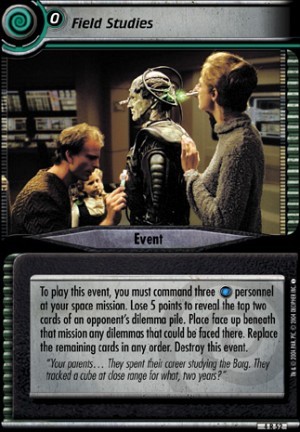 0 Field Studies
Event
To play this event, you must command three personnel
at your space mission. Lose 5 points to reveal the top two
cards of an opponent's dilemma pile. Place face up beneath
that mission any dilemmas that could be faced there. Replace
the remaining cards in any order. Destroy this event.
"Your parents... They spent their career studying the Borg. They
tracked a cube at close range for what, two years?"
6 R 52